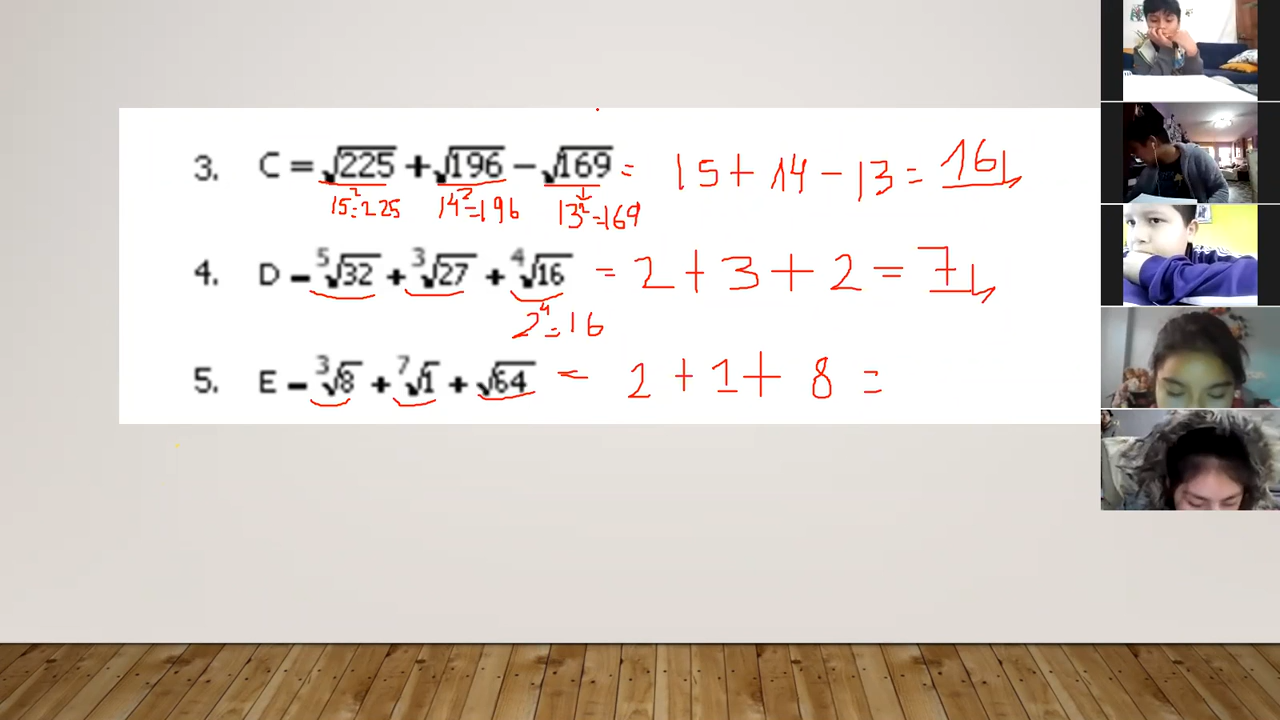 3. C = √225 + √196 - √169 = 15 + 14 - 13 = 16
15² = 225 14² = 196 13² = 169
4. D = ⁵√32 + ³√27 + ⁴√16 = 2 + 3 + 2 = 7
2⁴ = 16
5. E = ³√8 + ⁷√1 + √64 = 2 + 1 + 8 =